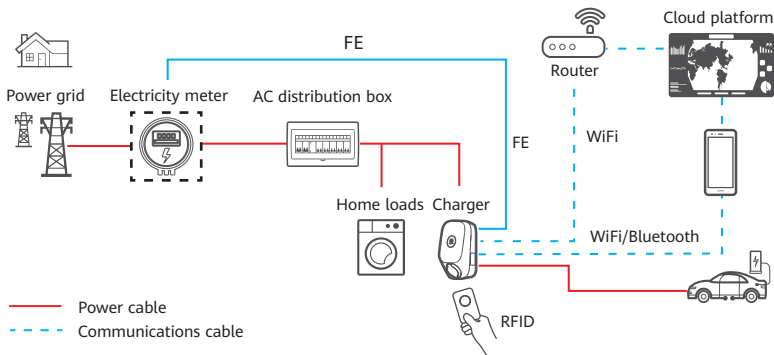 Cloud platform
FE
Router
Power grid
Electricity meter
AC distribution box
FE
WiFi
Home loads
Charger
WiFi/Bluetooth
Power cable
RFID
Communications cable